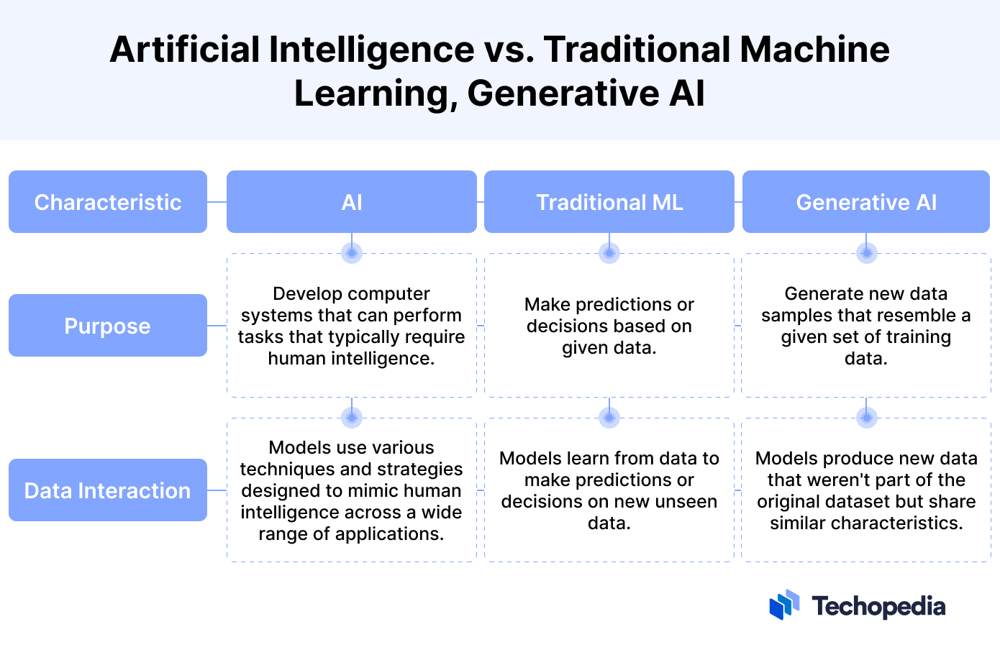 Artificial Intelligence vs. Traditional Machine
Learning, Generative AI
Characteristic
AI
Traditional ML
Generative AI
Purpose
Develop computer
systems that can perform
tasks that typically require
human intelligence.
Make predictions or
decisions based on
given data.
Generate new data
samples that resemble a
given set of training
data.
Data Interaction
Models use various
techniques and strategies
designed to mimic human
intelligence across a wide
range of applications.
Models learn from data to
make predictions or
decisions on new unseen
data.
Models produce new data
that weren't part of the
original dataset but share
similar characteristics.
Techopedia